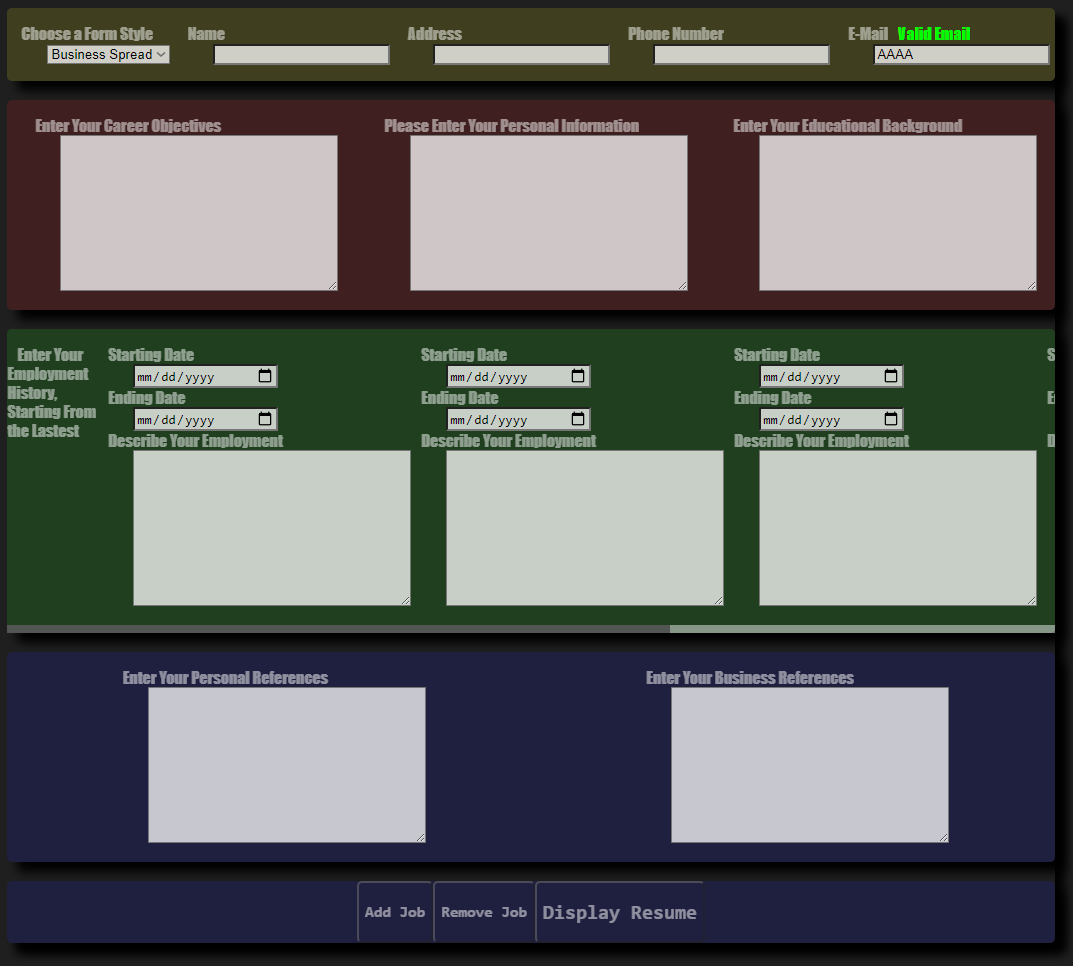 Choose a Form Style
Business Spread
Name
Address
Phone Number
E-Mail Valid Email
AAAA
Enter Your Career Objectives
Please Enter Your Personal Information
Enter Your Educational Background
Enter Your
Employment
History,
Starting From
the Lastest
Starting Date
mm/dd/yyyy
Ending Date
mm/dd/yyyy
Describe Your Employment
Starting Date
mm/dd/yyyy
Ending Date
mm/dd/yyyy
Describe Your Employment
Starting Date
mm/dd/yyyy
Ending Date
mm/dd/yyyy
Describe Your Employment
Enter Your Personal References
Enter Your Business References
Add Job
Remove Job
Display Resume